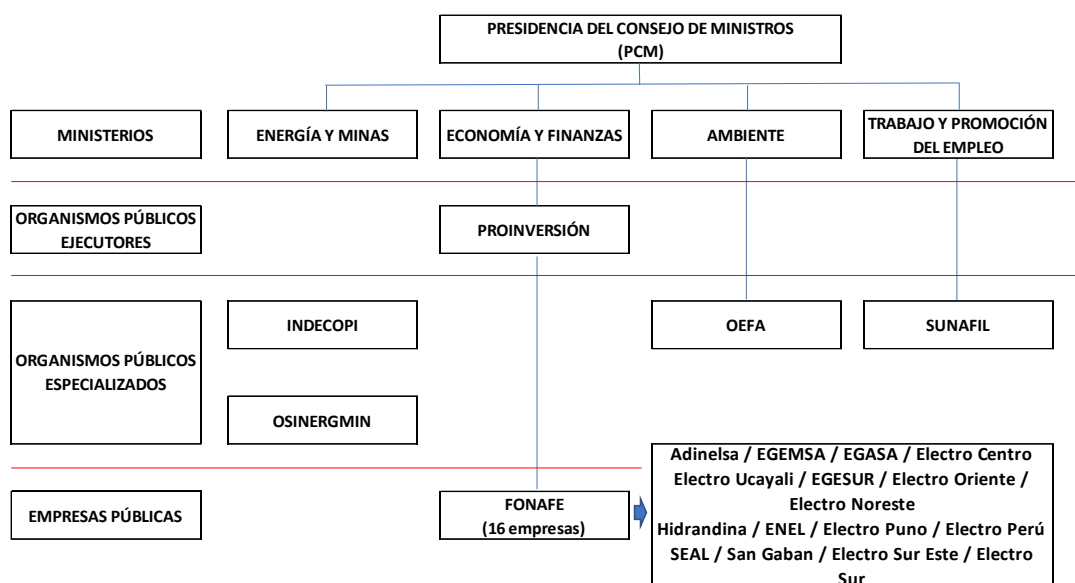 PRESIDENCIA DEL CONSEJO DE MINISTROS
(PCM)
MINISTERIOS
ENERGÍA Y MINAS
ECONOMÍA Y FINANZAS
AMBIENTE
TRABAJO Y PROMOCIÓN
DEL EMPLEO
ORGANISMOS PÚBLICOS
EJECUTORES
PROINVERSIÓN
ORGANISMOS PÚBLICOS
ESPECIALIZADOS
INDECOPI
OEFA
SUNAFIL
OSINERGMIN
EMPRESAS PÚBLICAS
FONAFE
(16 empresas)
Adinelsa / EGEMSA / EGASA / Electro Centro
Electro Ucayali / EGESUR / Electro Oriente /
Electro Noreste
Hidrandina / ENEL / Electro Puno / Electro Perú
SEAL / San Gaban / Electro Sur Este / Electro
Sur